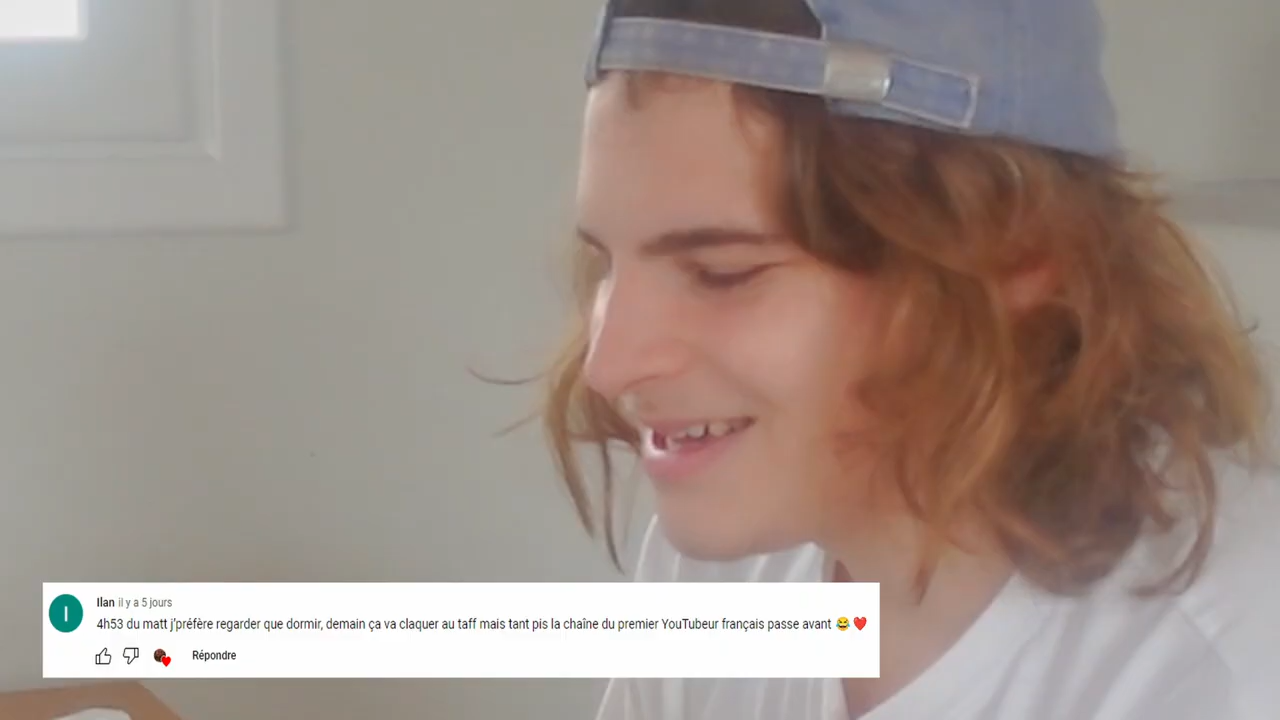 I
Ilan il y a 5 jours
4h53 du matt j'préfère regarder que dormir, demain ça va claquer au taff mais tant pis la chaîne du premier YouTubeur français passe avant 😂 ❤️
Répondre